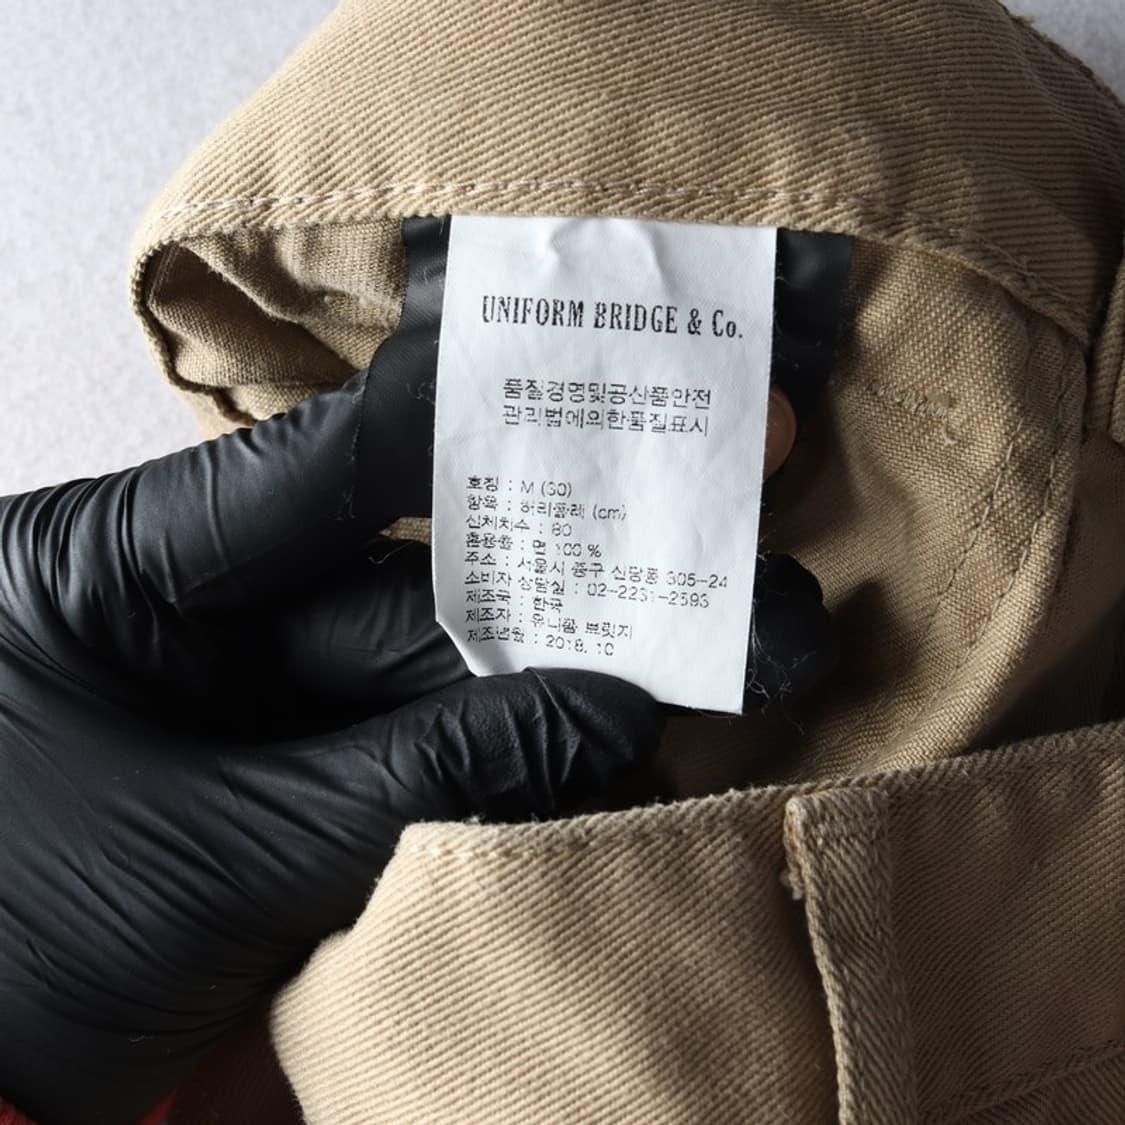 UNIFORM BRIDGE & Co.
품질경영및공산품안전
관리법에의한품질표시
호칭 : M (30)
항목 : 허리둘레 (cm)
신체치수 : 80
혼용율 : 면 100 %
주소 : 서울시 중구 신당동 305-24
소비자 상담실 : 02-2231-2593
제조국 : 한국
제조자 : 유니폼 브릿지
제조년월 : 2018. 10